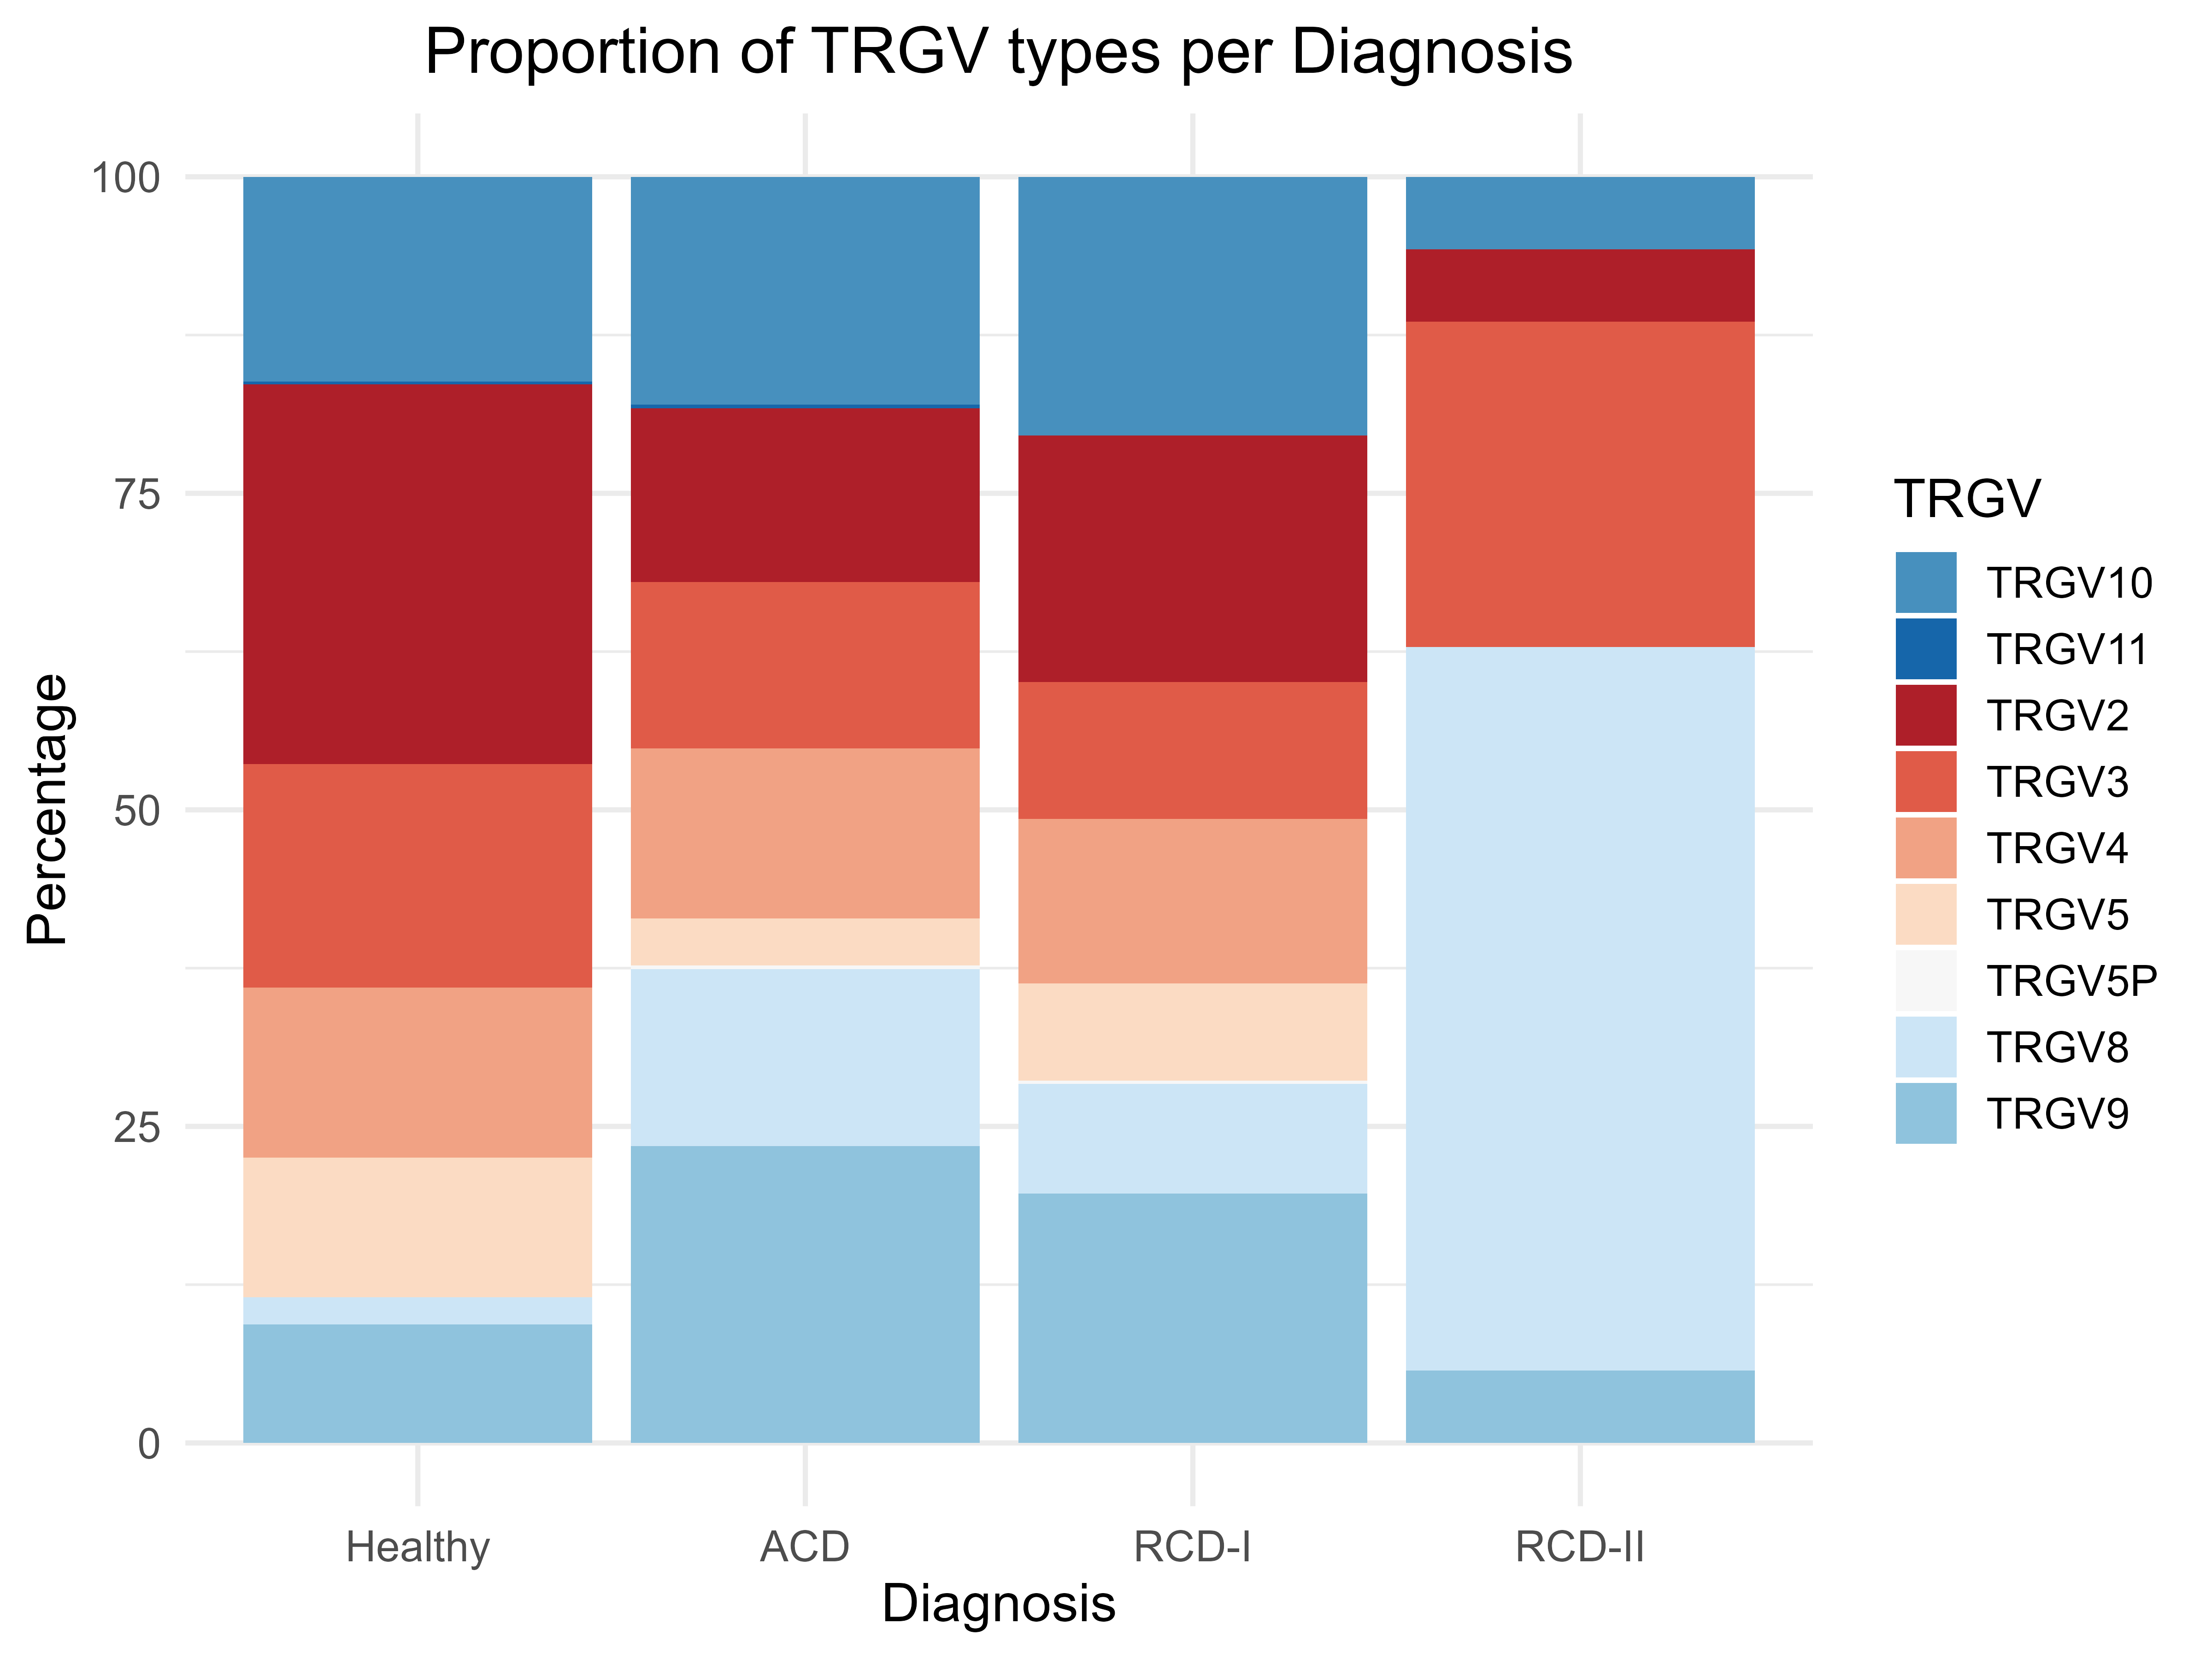 Proportion of TRGV types per Diagnosis
Percentage
100
75
50
25
0
Healthy
ACD
RCD-I
RCD-II
Diagnosis
TRGV
TRGV10
TRGV11
TRGV2
TRGV3
TRGV4
TRGV5
TRGV5P
TRGV8
TRGV9